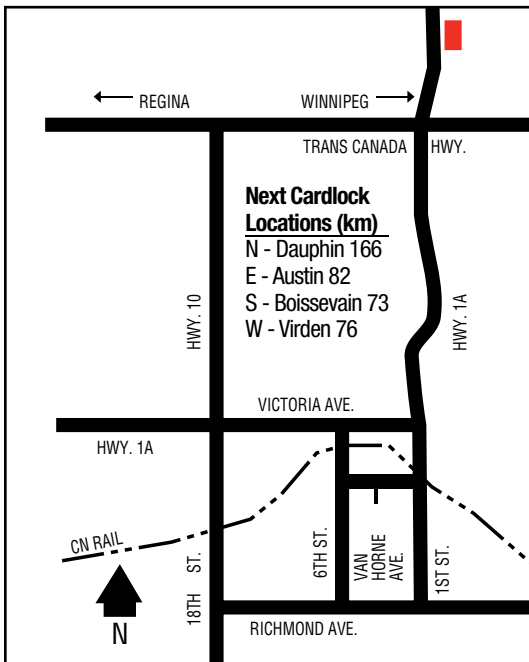 REGINA
WINNIPEG
TRANS CANADA HWY.
Next Cardlock
Locations (km)
N - Dauphin 166
E - Austin 82
S - Boissevain 73
W - Virden 76
HWY. 10
HWY. 1A
VICTORIA AVE.
HWY. 1A
CN RAIL
18TH ST.
6TH ST.
VAN
HORNE
AVE.
1ST ST.
N
RICHMOND AVE.